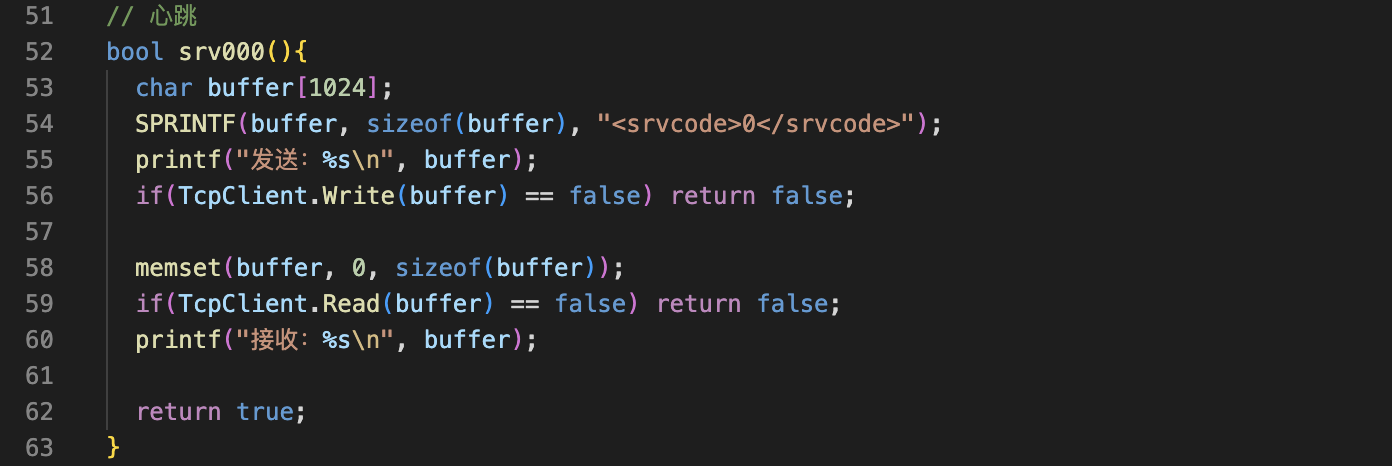 51 // 心跳
52 bool srv000(){
53 char buffer[1024];
54 SPRINTF(buffer, sizeof(buffer), "<srvcode>0</srvcode>");
55 printf("发送：%s\n", buffer);
56 if(TcpClient.Write(buffer) == false) return false;
57
58 memset(buffer, 0, sizeof(buffer));
59 if(TcpClient.Read(buffer) == false) return false;
60 printf("接收：%s\n", buffer);
61
62 return true;
63 }